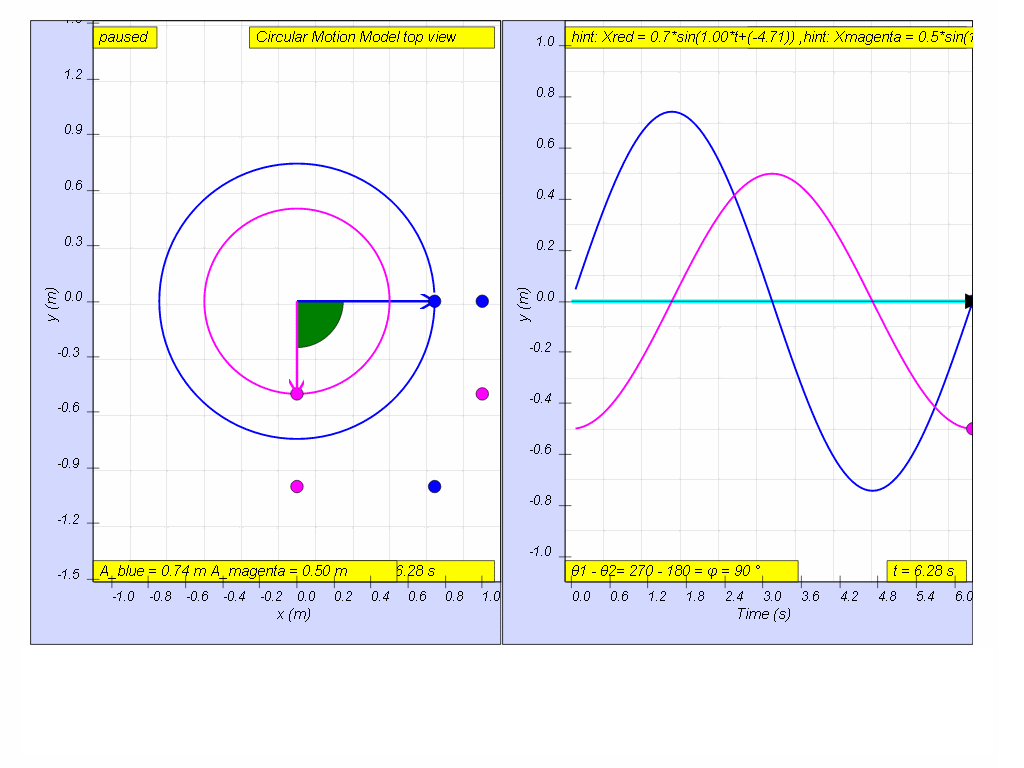 paused
Circular Motion Model top view
1.2
0.9
0.6
0.3
0.0
-0.3
-0.6
-0.9
-1.2
-1.5
y (m)
A_blue = 0.74 m A_magenta = 0.50 m
6.28 s
-1.0 -0.8 -0.6 -0.4 -0.2 0.0 0.2 0.4 0.6 0.8 1.0
x (m)
hint: Xred = 0.7*sin(1.00*t+(-4.71)) ,hint: Xmagenta = 0.5*sin(1
1.0
0.8
0.6
0.4
0.2
0.0
-0.2
-0.4
-0.6
-0.8
-1.0
y (m)
θ1 - θ2= 270 - 180 = φ = 90 °
t = 6.28 s
0.0 0.6 1.2 1.8 2.4 3.0 3.6 4.2 4.8 5.4 6.0
Time (s)